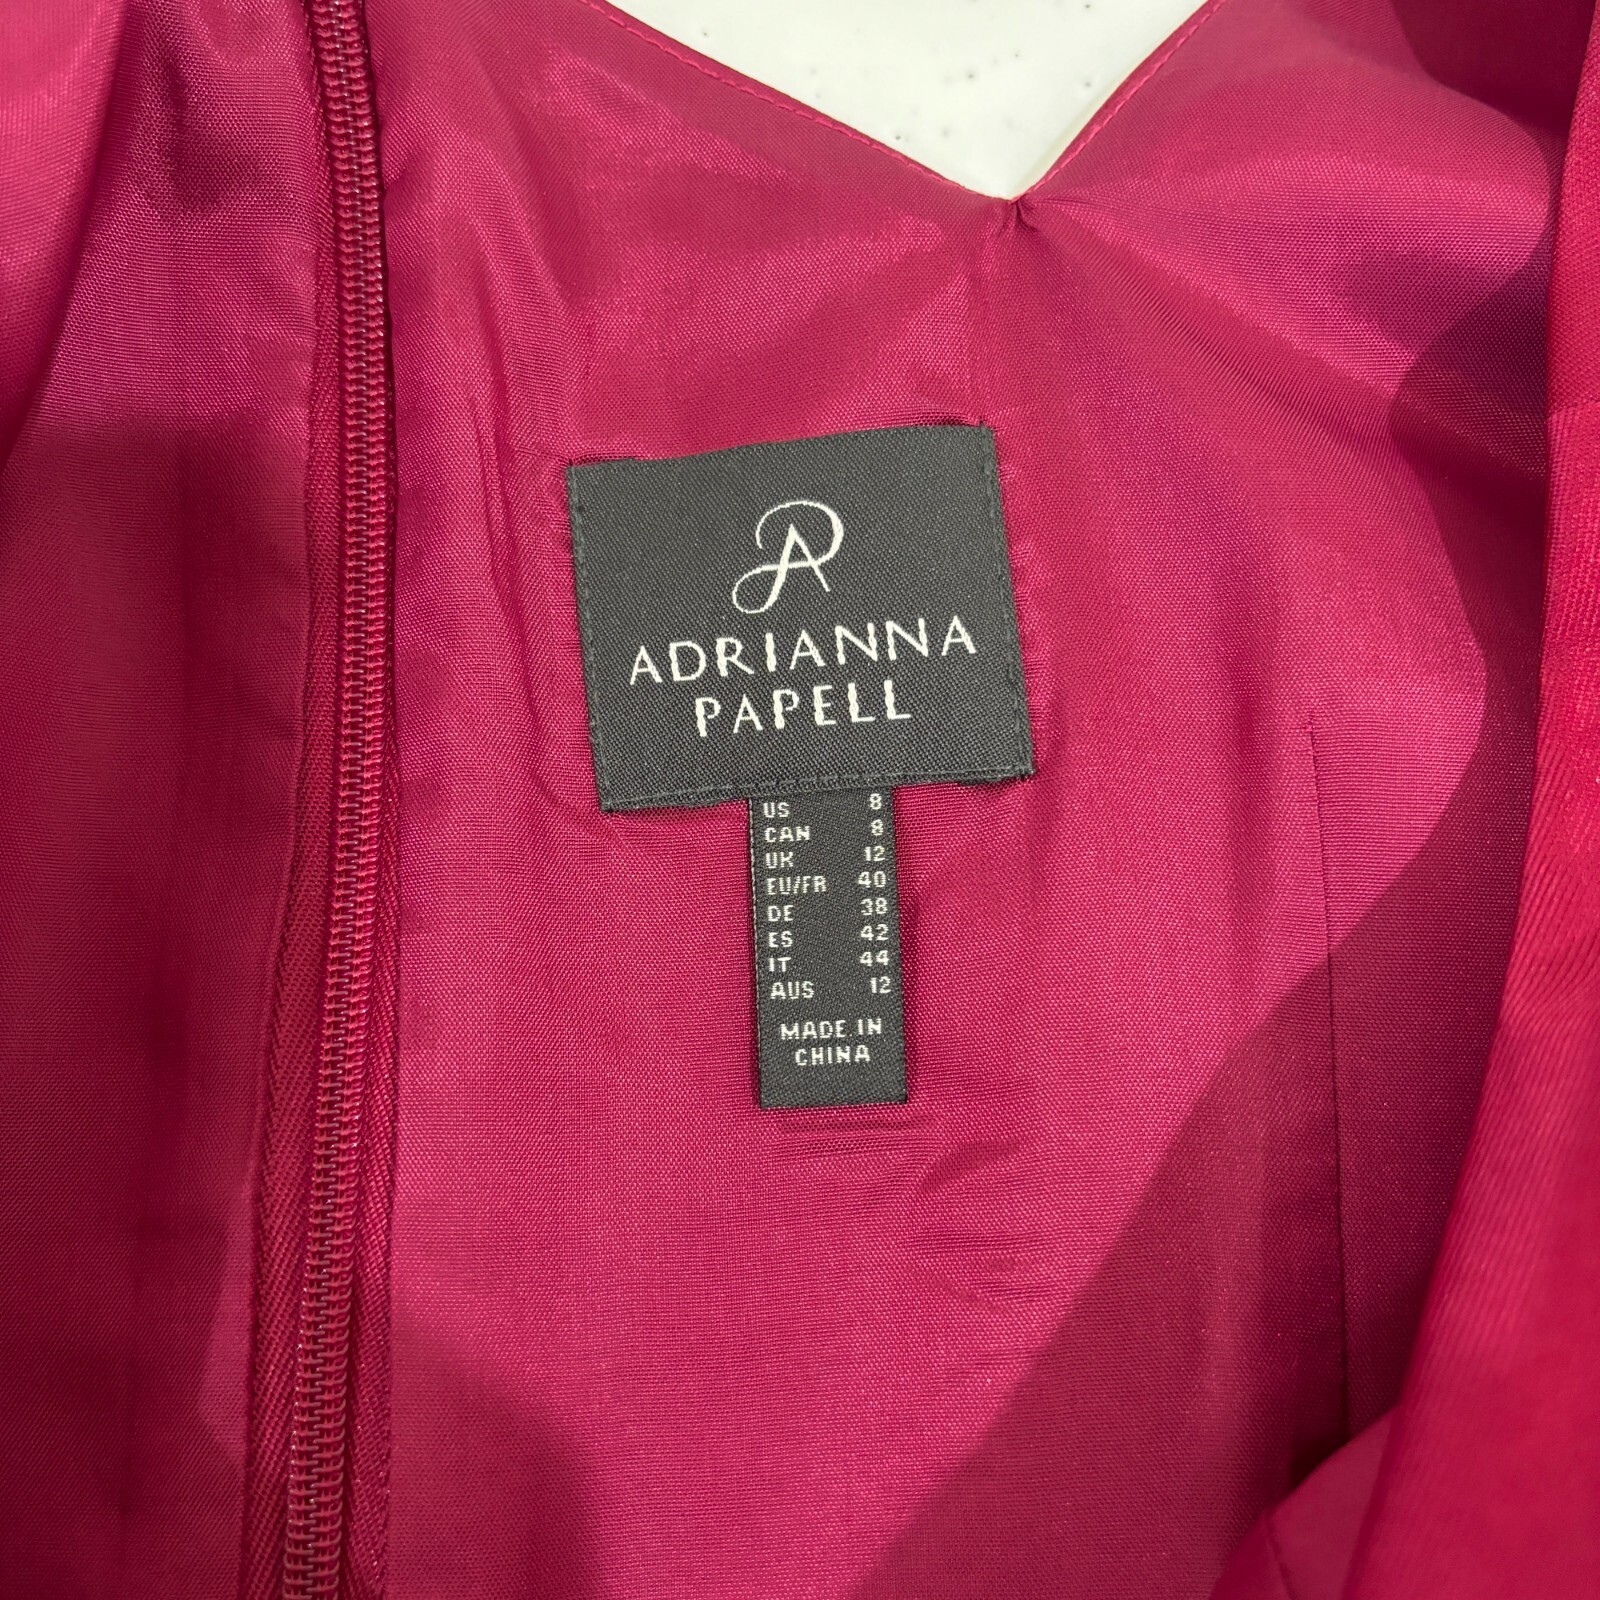 AP
ADRIANNA
PAPELL
US 8
CAN 8
UK 12
EU/FR 40
DE 38
ES 42
IT 44
AUS 12
MADE IN
CHINA